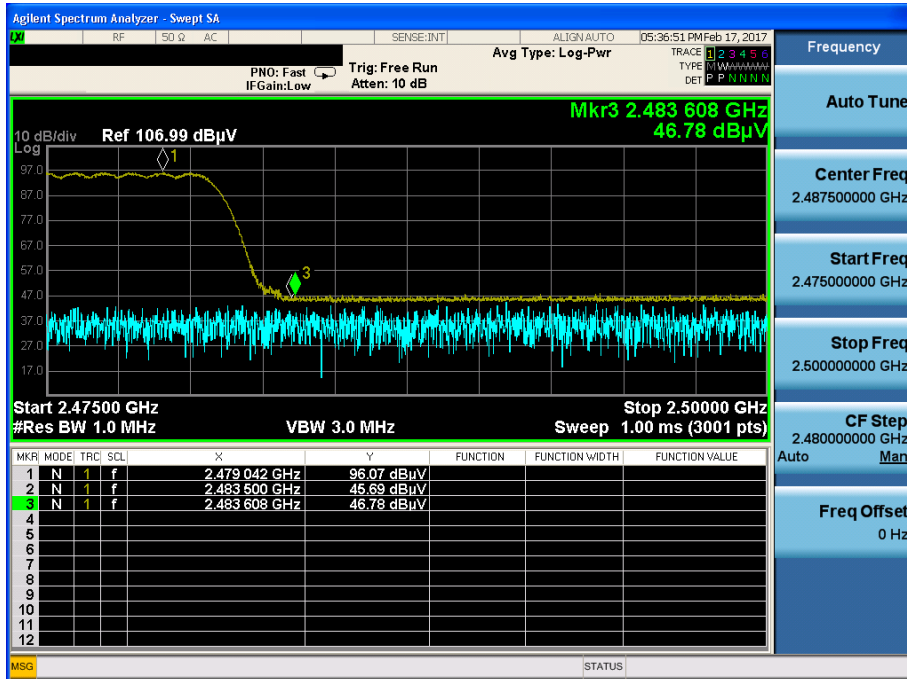 Agilent Spectrum Analyzer - Swept SA
LXI RF 50 Ω AC SENSE:INT ALIGN AUTO 05:36:51 PM Feb 17, 2017
PNO: Fast
IFGain:Low
Trig: Free Run
Atten: 10 dB
Avg Type: Log-Pwr
TRACE 1 2 3 4 5 6
TYPE M WWWWW
DET P P N N N N
Mkr3 2.483 608 GHz
46.78 dBµV
10 dB/div Ref 106.99 dBµV
Log
97.0
87.0
77.0
67.0
57.0
47.0
37.0
27.0
17.0
1
3
Start 2.47500 GHz Stop 2.50000 GHz
#Res BW 1.0 MHz VBW 3.0 MHz Sweep 1.00 ms (3001 pts)
MKR MODE TRC SCL X Y FUNCTION FUNCTION WIDTH FUNCTION VALUE
1 N 1 f 2.479 042 GHz 96.07 dBµV
2 N 1 f 2.483 500 GHz 45.69 dBµV
3 N 1 f 2.483 608 GHz 46.78 dBµV
4
5
6
7
8
9
10
11
12
MSG STATUS
Frequency
Auto Tune
Center Freq
2.487500000 GHz
Start Freq
2.475000000 GHz
Stop Freq
2.500000000 GHz
CF Step
2.480000000 GHz
Auto Man
Freq Offset
0 Hz